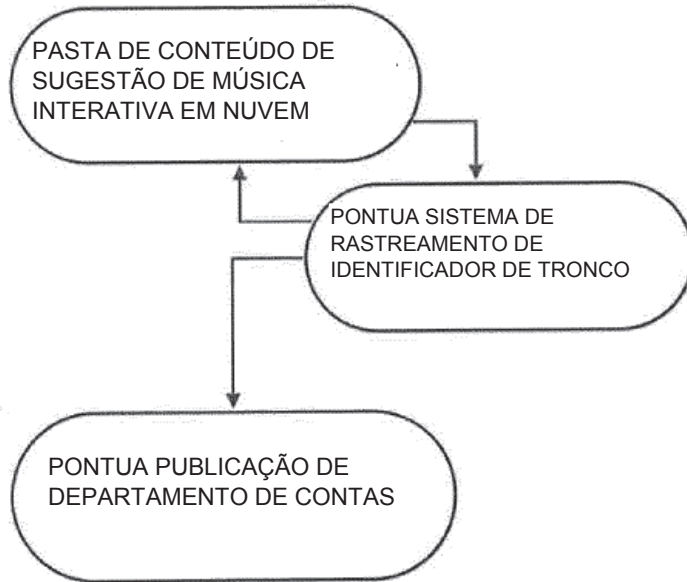 PASTA DE CONTEÚDO DE
SUGESTÃO DE MÚSICA
INTERATIVA EM NUVEM
PONTUA SISTEMA DE
RASTREAMENTO DE
IDENTIFICADOR DE TRONCO
PONTUA PUBLICAÇÃO DE
DEPARTAMENTO DE CONTAS